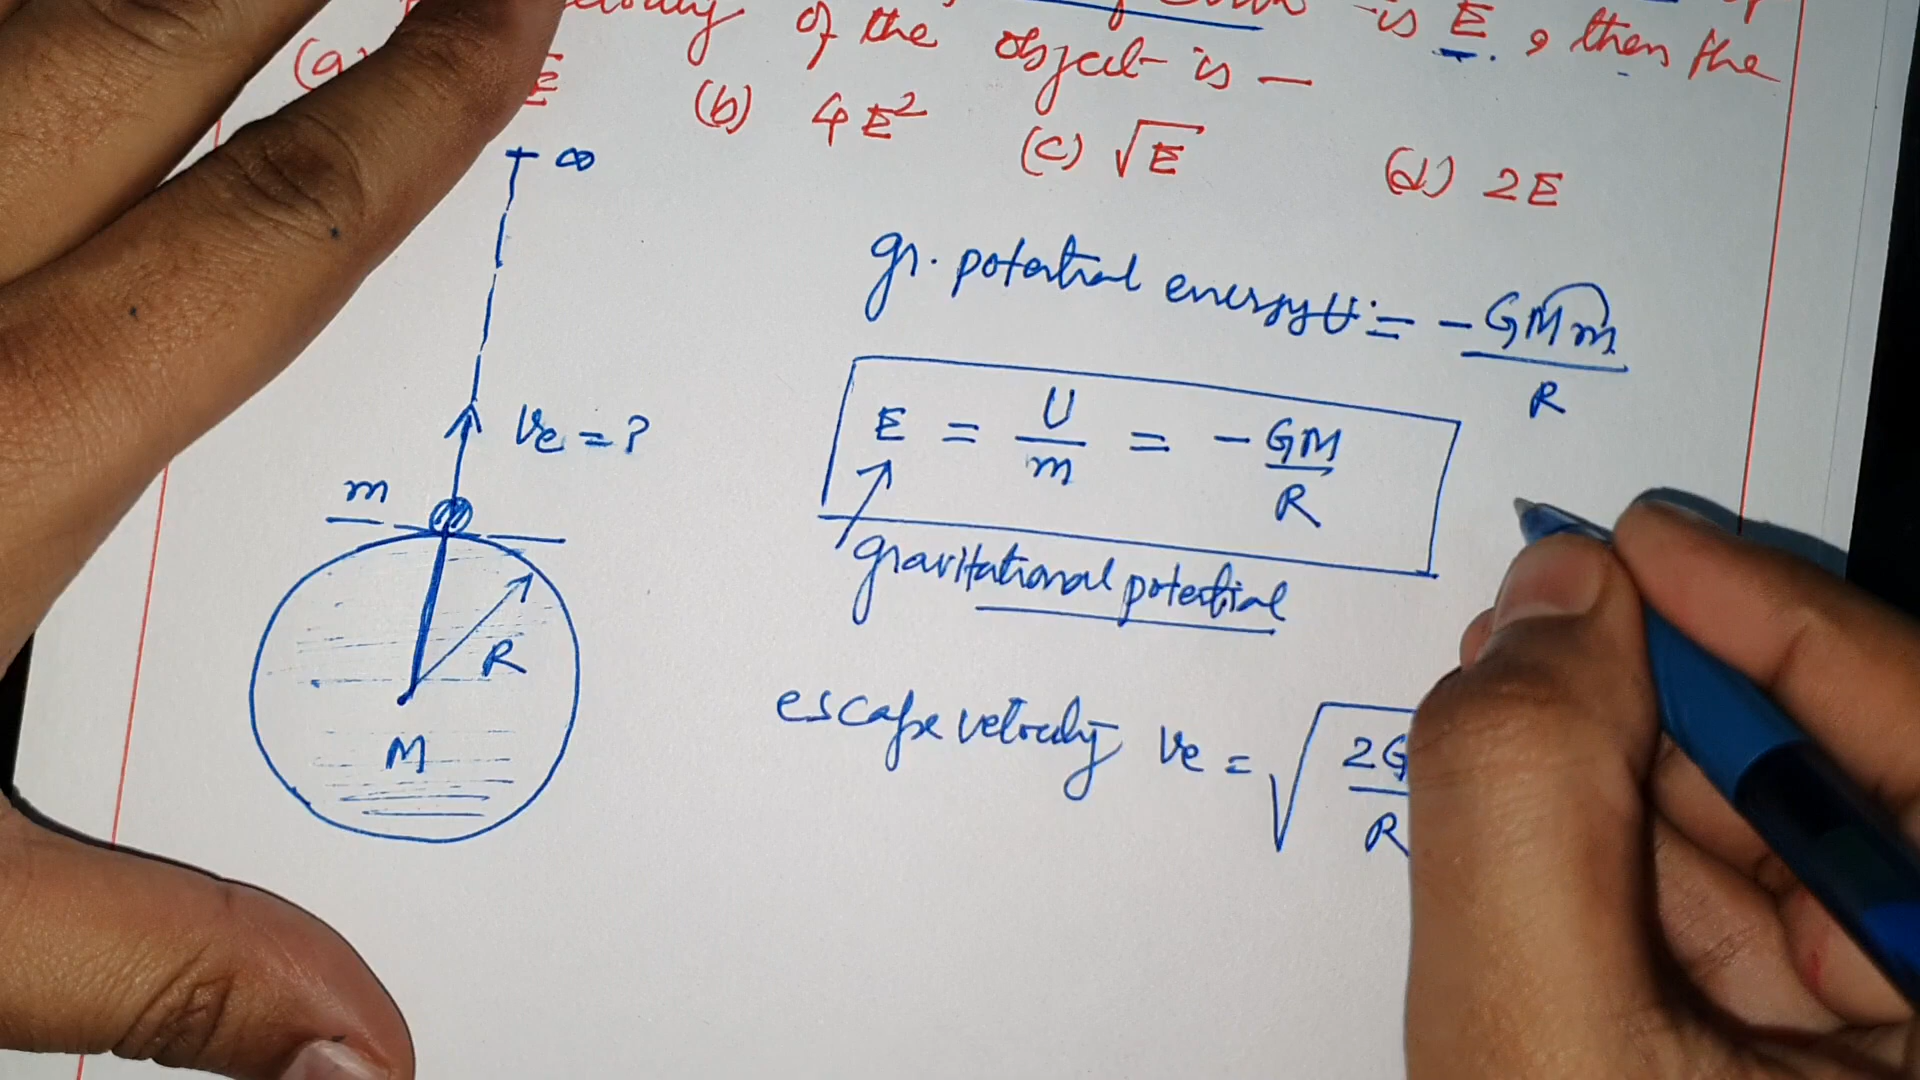 is E , then the
of the object is —
(a) E (b) 4E² (c) √E (d) 2E
∞
gr. potential energy U = - GMm / R
E = U / m = - GM / R
gravitational potential
ve = ?
m
R
M
escape velocity ve = √ 2G / R